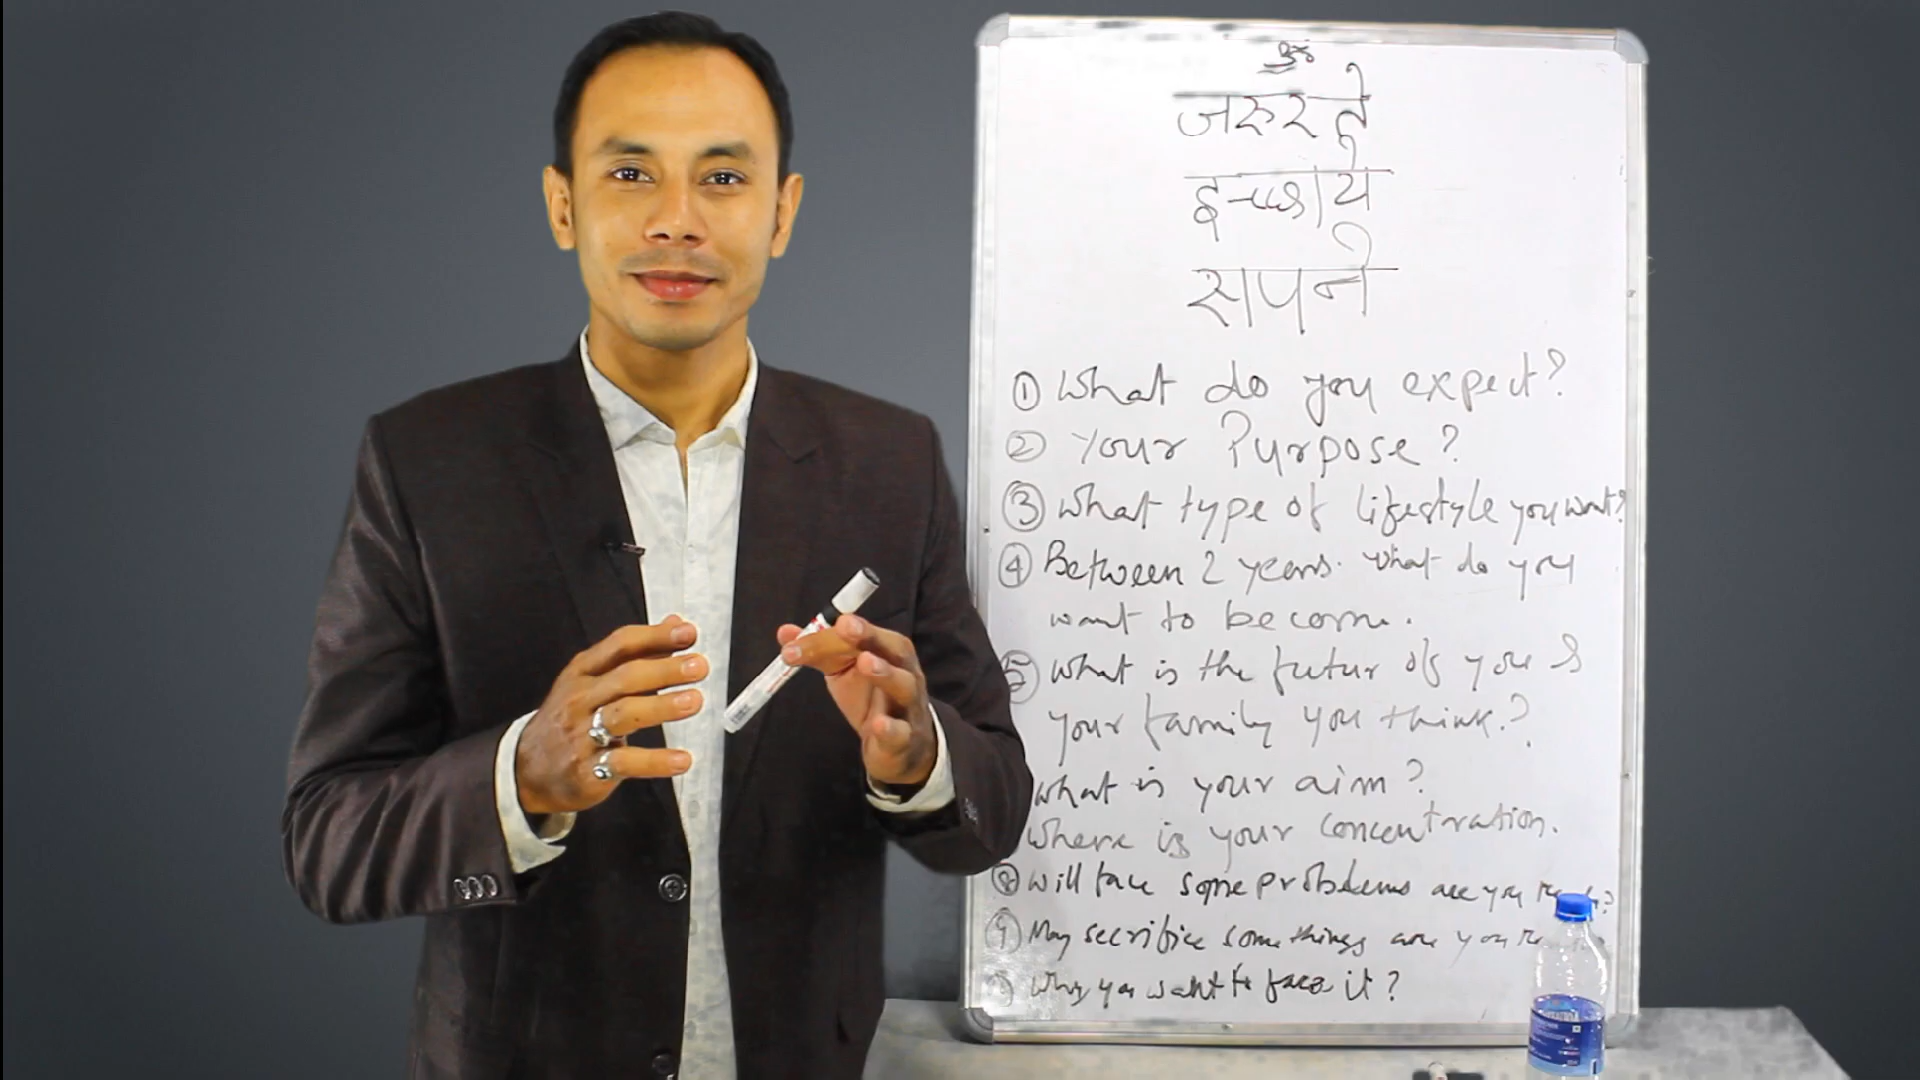 ॐ
जरुरते
इच्छाये
सपने
① What do you expect?
② Your Purpose?
③ What type of lifestyle you want?
④ Between 2 years. What do you
want to become.
⑤ What is the futur of you &
your family you think.?
What is your aim?
Where is your concentration.
⑧ Will face some problems are you
⑨ May secrifice some things are you
Why you want to face it?